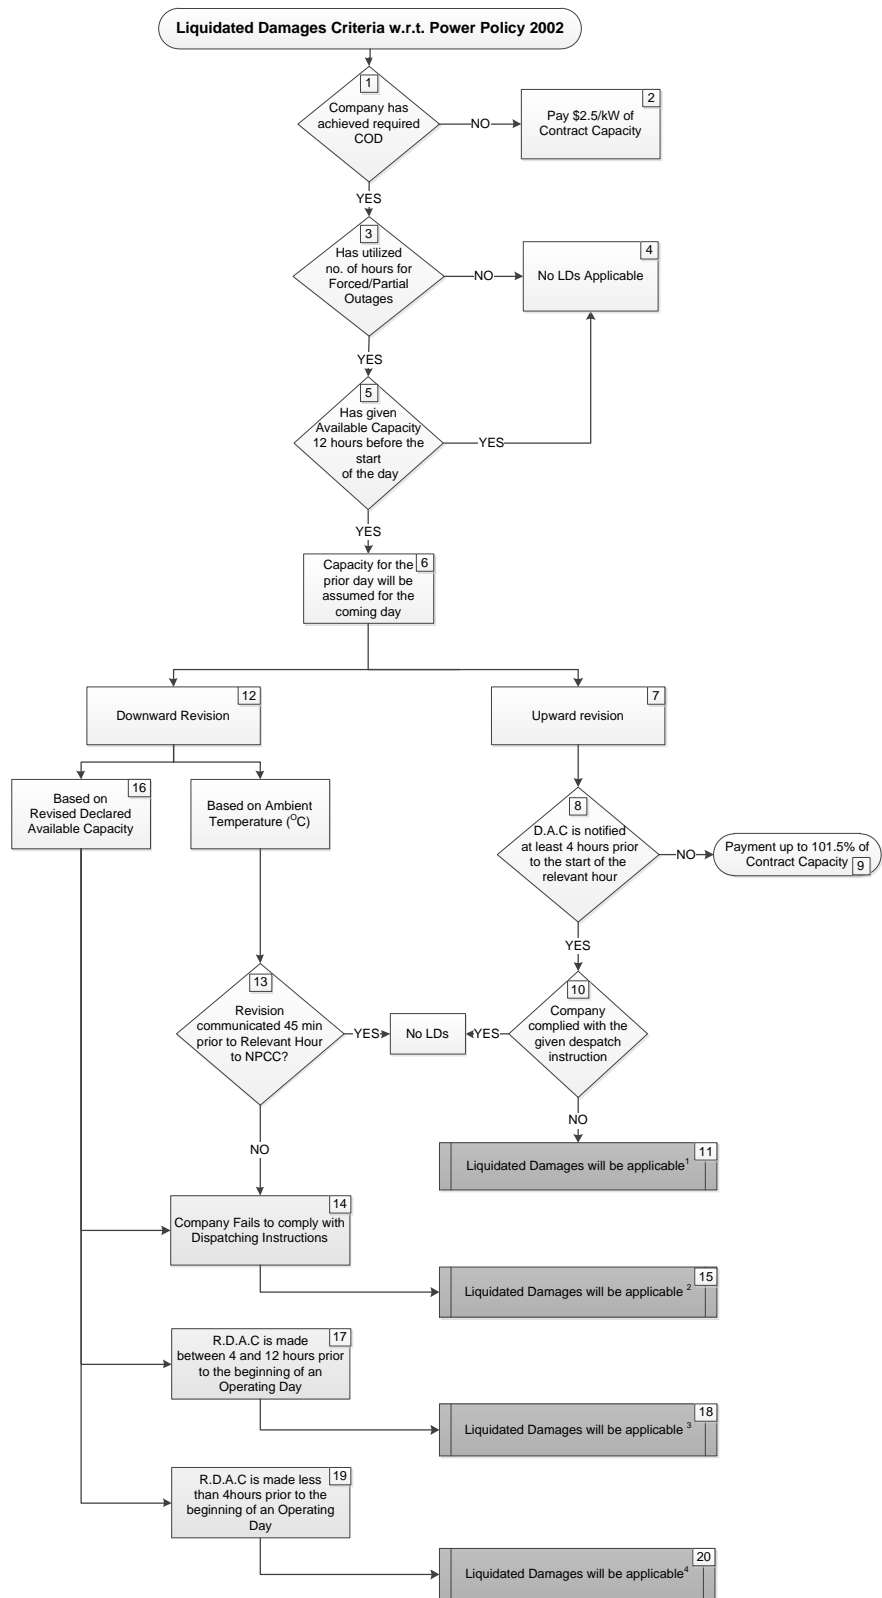 Liquidated Damages Criteria w.r.t. Power Policy 2002
1
Company has
achieved required
COD
NO
2
Pay $2.5/kW of
Contract Capacity
YES
3
Has utilized
no. of hours for
Forced/Partial
Outages
NO
4
No LDs Applicable
YES
5
Has given
Available Capacity
12 hours before the
start
of the day
YES
YES
6
Capacity for the
prior day will be
assumed for the
coming day
12
Downward Revision
7
Upward revision
16
Based on
Revised Declared
Available Capacity
Based on Ambient
Temperature (OC)
8
D.A.C is notified
at least 4 hours prior
to the start of the
relevant hour
NO
Payment up to 101.5% of
Contract Capacity
9
YES
13
Revision
communicated 45 min
prior to Relevant Hour
to NPCC?
YES
No LDs
YES
10
Company
complied with the
given despatch
instruction
NO
NO
11
Liquidated Damages will be applicable1
14
Company Fails to comply with
Dispatching Instructions
15
Liquidated Damages will be applicable 2
17
R.D.A.C is made
between 4 and 12 hours prior
to the beginning of an
Operating Day
18
Liquidated Damages will be applicable 3
19
R.D.A.C is made less
than 4hours prior to the
beginning of an Operating
Day
20
Liquidated Damages will be applicable4